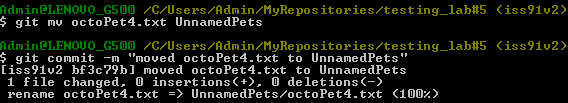 Admin@LENOVO_G500 /C/Users/Admin/MyRepositories/testing_lab#5 (iss91v2)
$ git mv octoPet4.txt UnnamedPets
Admin@LENOVO_G500 /C/Users/Admin/MyRepositories/testing_lab#5 (iss91v2)
$ git commit -m "moved octoPet4.txt to UnnamedPets"
[iss91v2 bf3c79b] moved octoPet4.txt to UnnamedPets
 1 file changed, 0 insertions(+), 0 deletions(-)
 rename octoPet4.txt => UnnamedPets/octoPet4.txt (100%)